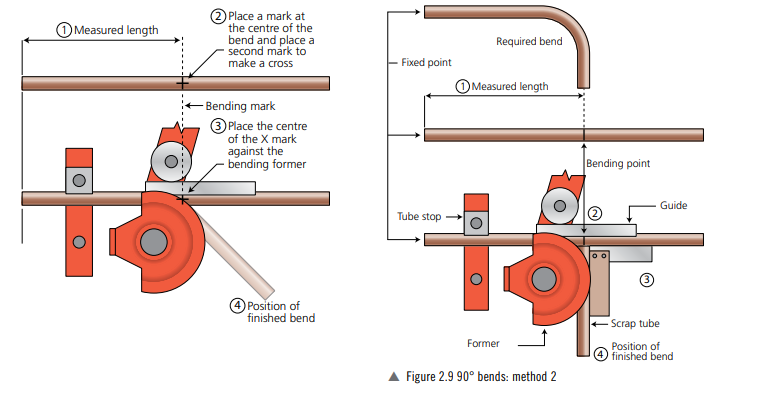 ① Measured length
② Place a mark at
the centre of the
bend and place a
second mark to
make a cross
Bending mark
③ Place the centre
of the X mark
against the
bending former
④ Position of
finished bend
Required bend
Fixed point
① Measured length
Bending point
②
Guide
Tube stop
③
Scrap tube
Former
④ Position of
finished bend
▲ Figure 2.9 90° bends: method 2